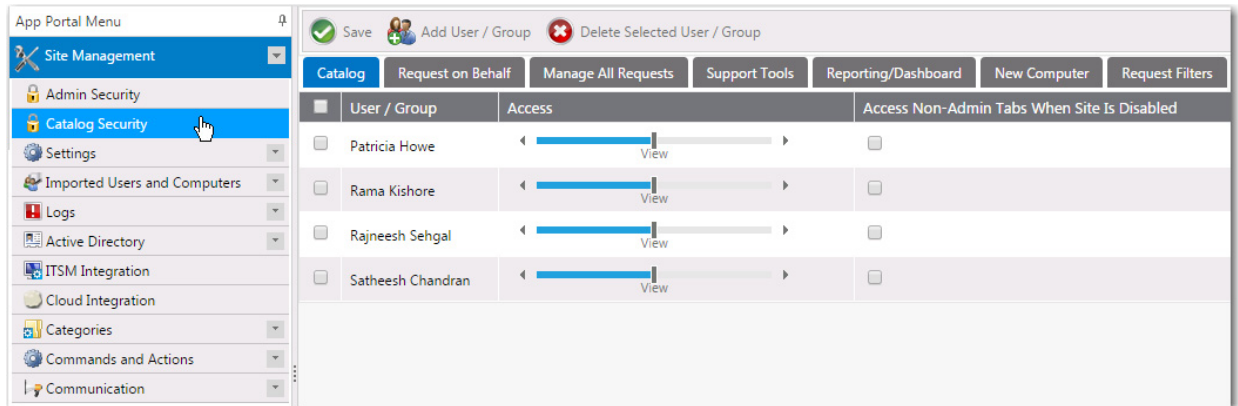 App Portal Menu
Site Management
Admin Security
Catalog Security
Settings
Imported Users and Computers
Logs
Active Directory
ITSM Integration
Cloud Integration
Categories
Commands and Actions
Communication
Save Add User / Group Delete Selected User / Group
Catalog Request on Behalf Manage All Requests Support Tools Reporting/Dashboard New Computer Request Filters
User / Group Access Access Non-Admin Tabs When Site Is Disabled
Patricia Howe View
Rama Kishore View
Rajneesh Sehgal View
Satheesh Chandran View